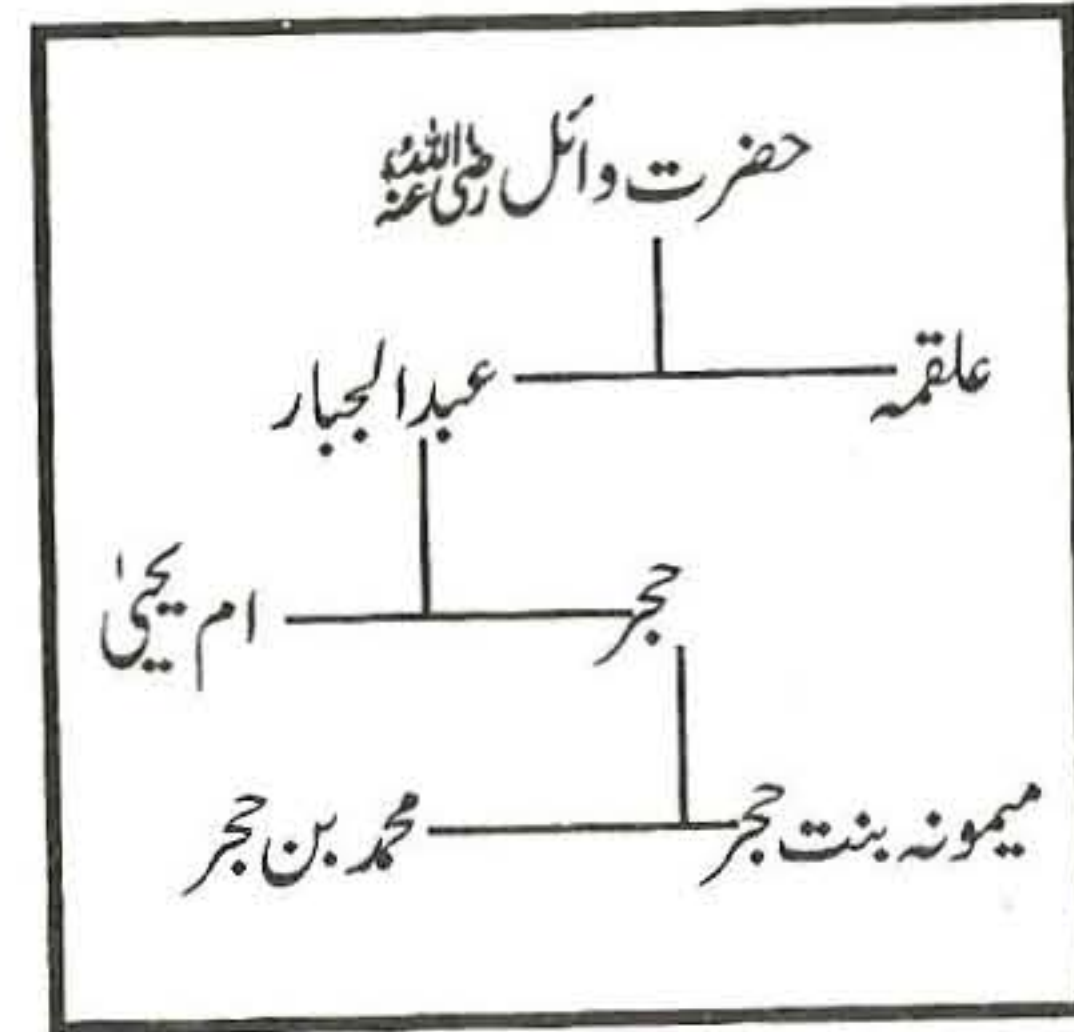 حضرت وائل رضی اللہ عنہ
علقمہ عبدالجبار
حجر ام یحییٰ
میمونہ بنت حجر محمد بن حجر